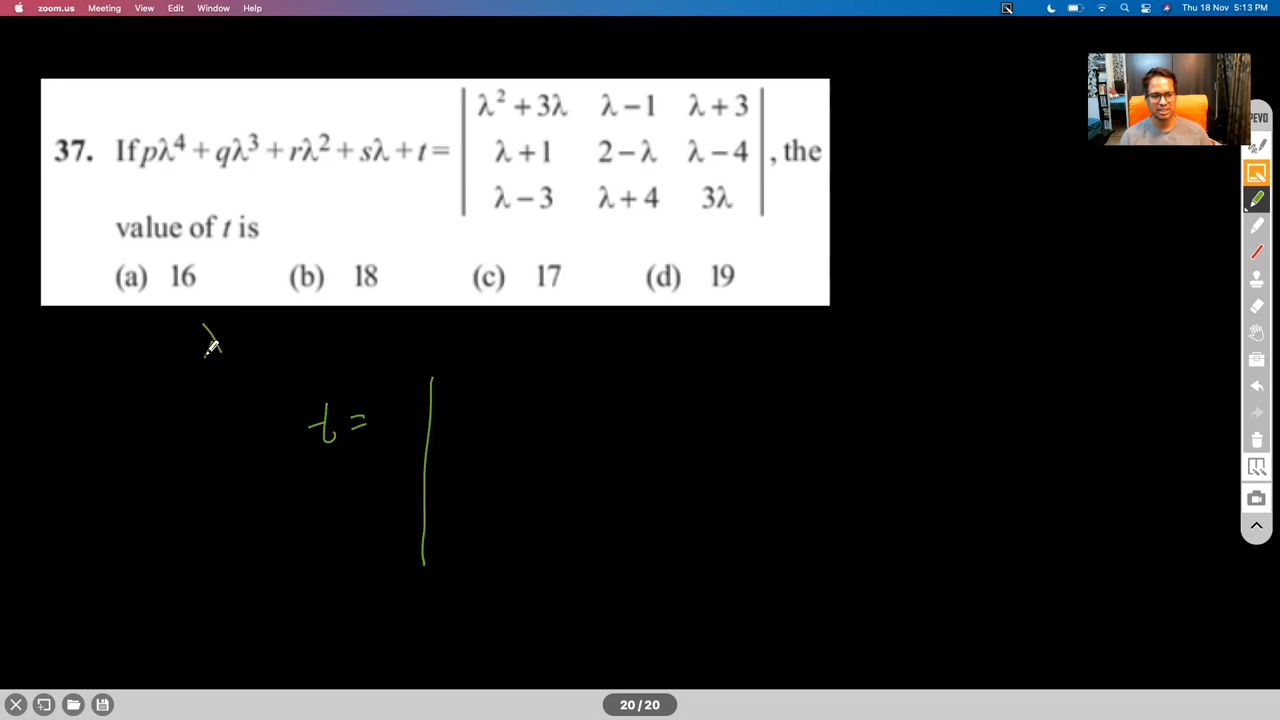 zoom.us Meeting View Edit Window Help Thu 18 Nov 5:13 PM
37. If pλ⁴ + qλ³ + rλ² + sλ + t = | λ² + 3λ λ − 1 λ + 3 |
| λ + 1 2 − λ λ − 4 | , the
| λ − 3 λ + 4 3λ |
value of t is
(a) 16 (b) 18 (c) 17 (d) 19
λ
t = |
20 / 20